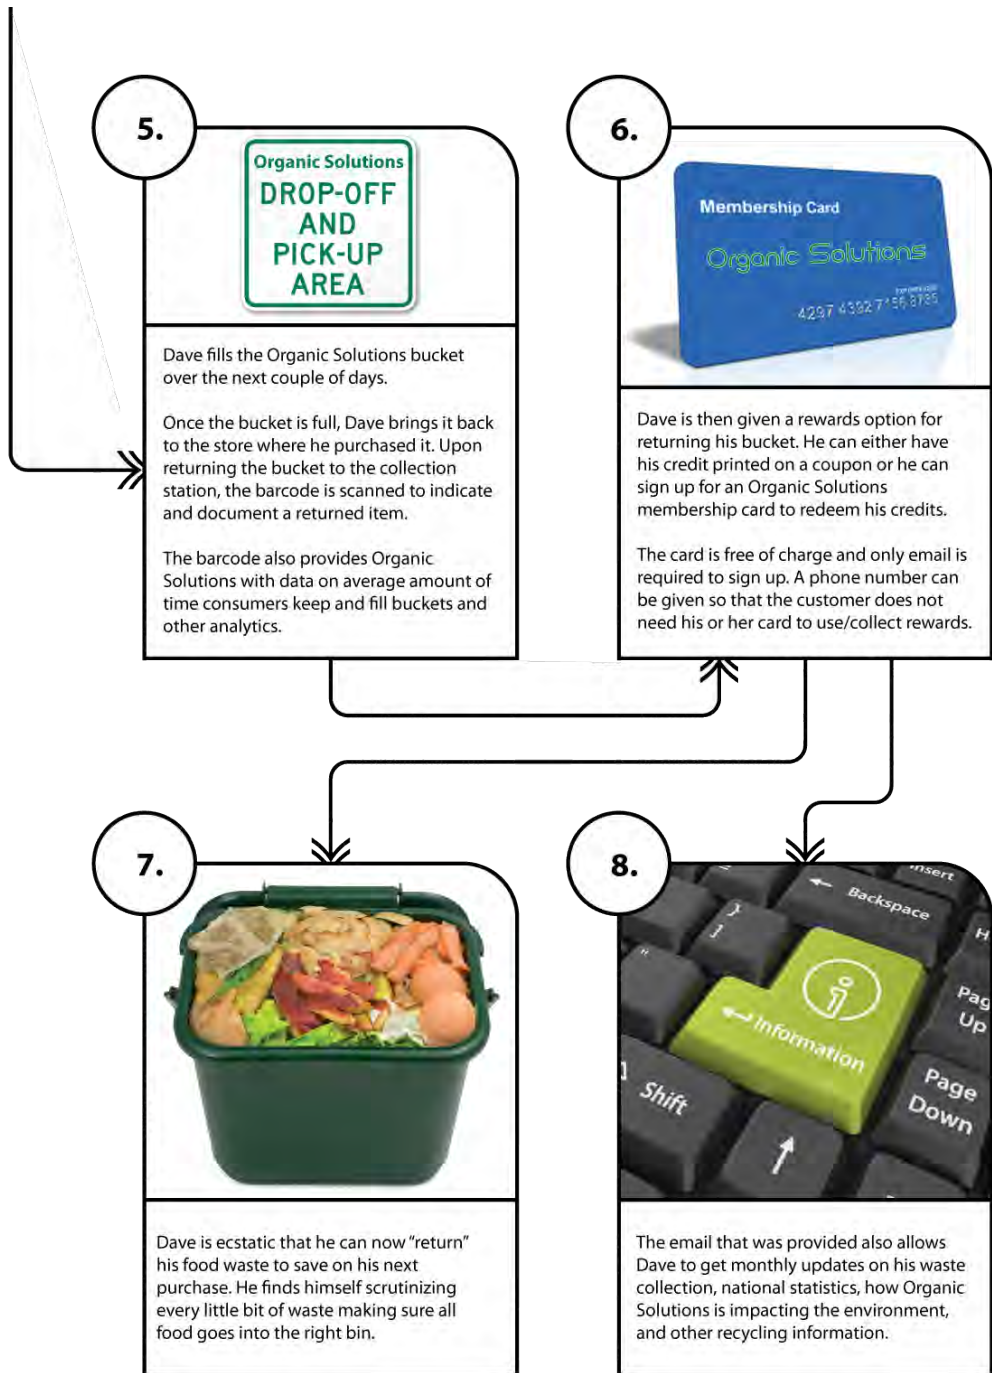 5.
Organic Solutions
DROP-OFF
AND
PICK-UP
AREA
Dave fills the Organic Solutions bucket
over the next couple of days.
Once the bucket is full, Dave brings it back
to the store where he purchased it. Upon
returning the bucket to the collection
station, the barcode is scanned to indicate
and document a returned item.
The barcode also provides Organic
Solutions with data on average amount of
time consumers keep and fill buckets and
other analytics.
6.
Membership Card
Organic Solutions
4297 4392 7156 8795
Dave is then given a rewards option for
returning his bucket. He can either have
his credit printed on a coupon or he can
sign up for an Organic Solutions
membership card to redeem his credits.
The card is free of charge and only email is
required to sign up. A phone number can
be given so that the customer does not
need his or her card to use/collect rewards.
7.
Dave is ecstatic that he can now “return”
his food waste to save on his next
purchase. He finds himself scrutinizing
every little bit of waste making sure all
food goes into the right bin.
8.
Insert
Backspace
}
]
"
H
Page
Up
Information
Page
Down
Shift
The email that was provided also allows
Dave to get monthly updates on his waste
collection, national statistics, how Organic
Solutions is impacting the environment,
and other recycling information.